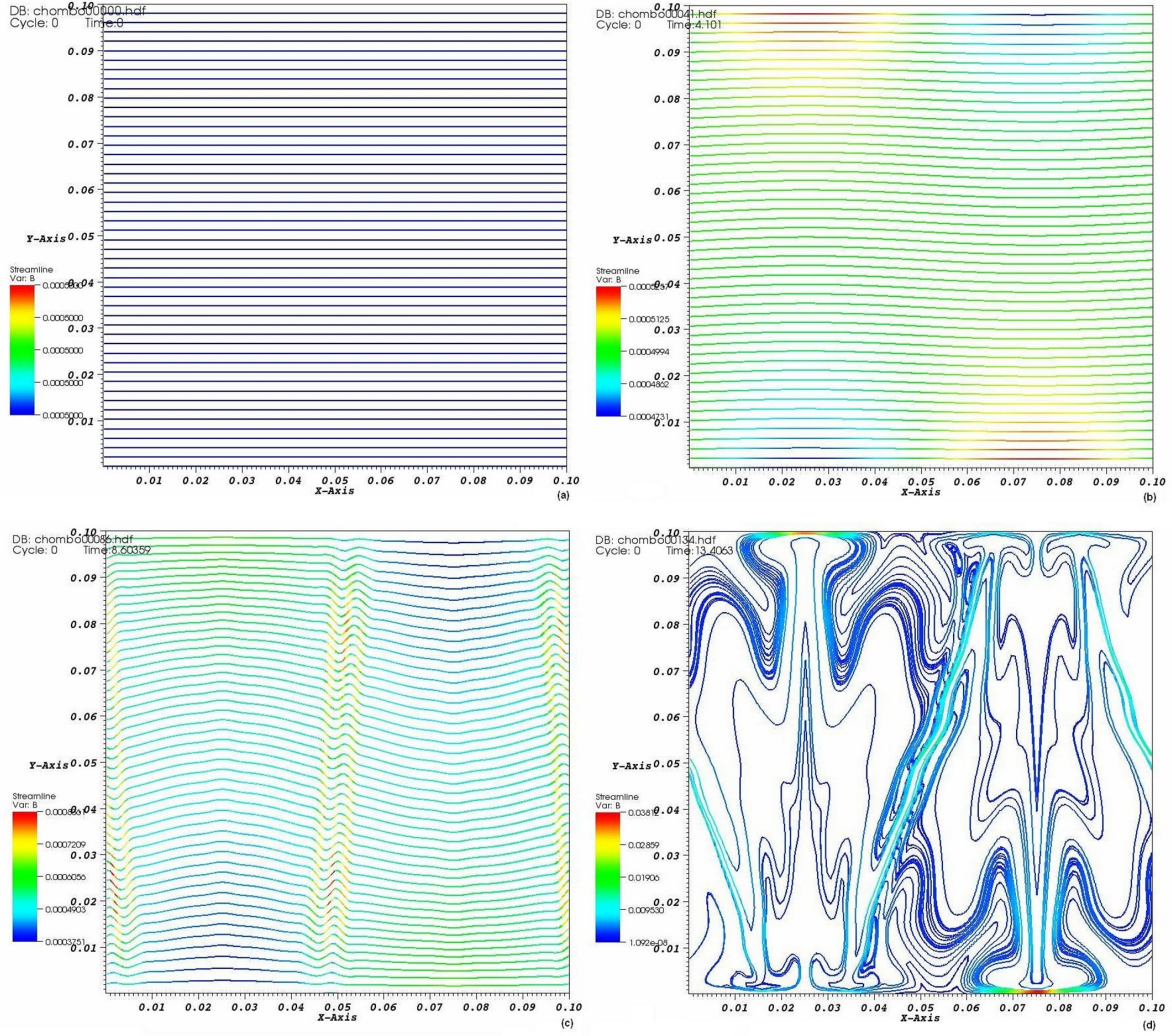 DB: chombo00000.hdf
Cycle: 0 Time:0
0.10
0.09
0.08
0.07
0.06
Y-Axis 0.05
0.04
0.03
0.02
0.01
Streamline
Var: B
0.0005000
0.0005000
0.0005000
0.0005000
0.0005000
0.01 0.02 0.03 0.04 0.05 0.06 0.07 0.08 0.09 0.10
X-Axis
(a)
DB: chombo00041.hdf
Cycle: 0 Time:4.101
0.10
0.09
0.08
0.07
0.06
Y-Axis 0.05
0.04
0.03
0.02
0.01
Streamline
Var: B
0.0005125
0.0004994
0.0004862
0.0004731
0.01 0.02 0.03 0.04 0.05 0.06 0.07 0.08 0.09 0.10
X-Axis
(b)
DB: chombo00086.hdf
Cycle: 0 Time:8.60359
0.10
0.09
0.08
0.07
0.06
Y-Axis 0.05
0.04
0.03
0.02
0.01
Streamline
Var: B
0.0007209
0.0006056
0.0004903
0.0003751
0.01 0.02 0.03 0.04 0.05 0.06 0.07 0.08 0.09 0.10
X-Axis
(c)
DB: chombo00134.hdf
Cycle: 0 Time:13.4063
0.10
0.09
0.08
0.07
0.06
Y-Axis 0.05
0.04
0.03
0.02
0.01
Streamline
Var: B
0.03812
0.02859
0.01906
0.009530
1.092e-08
0.01 0.02 0.03 0.04 0.05 0.06 0.07 0.08 0.09 0.10
X-Axis
(d)